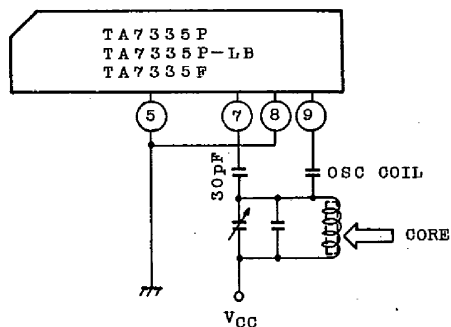 TA7335P
TA7335P-LB
TA7335F
5 7 8 9
30pF
OSC COIL
CORE
VCC